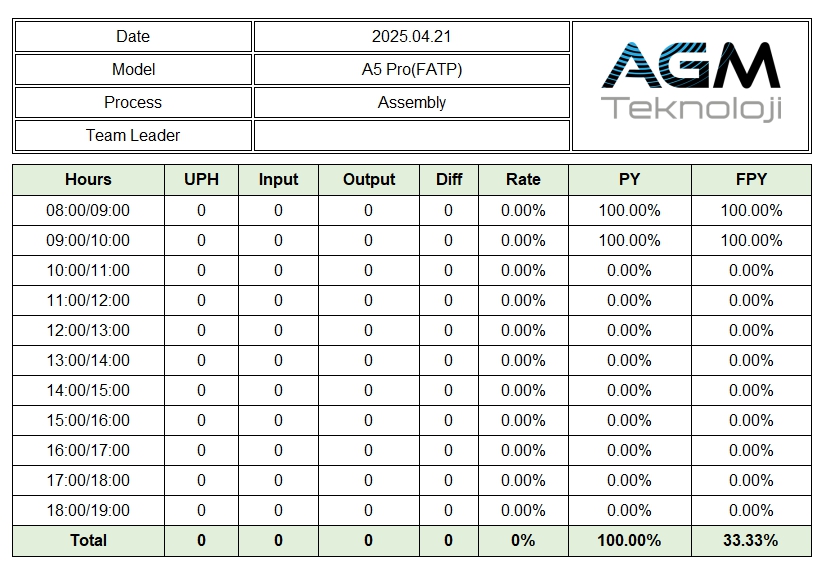 Date 2025.04.21
Model A5 Pro(FATP)
Process Assembly
Team Leader
AGM
Teknoloji
Hours UPH Input Output Diff Rate PY FPY
08:00/09:00 0 0 0 0 0.00% 100.00% 100.00%
09:00/10:00 0 0 0 0 0.00% 100.00% 100.00%
10:00/11:00 0 0 0 0 0.00% 0.00% 0.00%
11:00/12:00 0 0 0 0 0.00% 0.00% 0.00%
12:00/13:00 0 0 0 0 0.00% 0.00% 0.00%
13:00/14:00 0 0 0 0 0.00% 0.00% 0.00%
14:00/15:00 0 0 0 0 0.00% 0.00% 0.00%
15:00/16:00 0 0 0 0 0.00% 0.00% 0.00%
16:00/17:00 0 0 0 0 0.00% 0.00% 0.00%
17:00/18:00 0 0 0 0 0.00% 0.00% 0.00%
18:00/19:00 0 0 0 0 0.00% 0.00% 0.00%
Total 0 0 0 0 0% 100.00% 33.33%